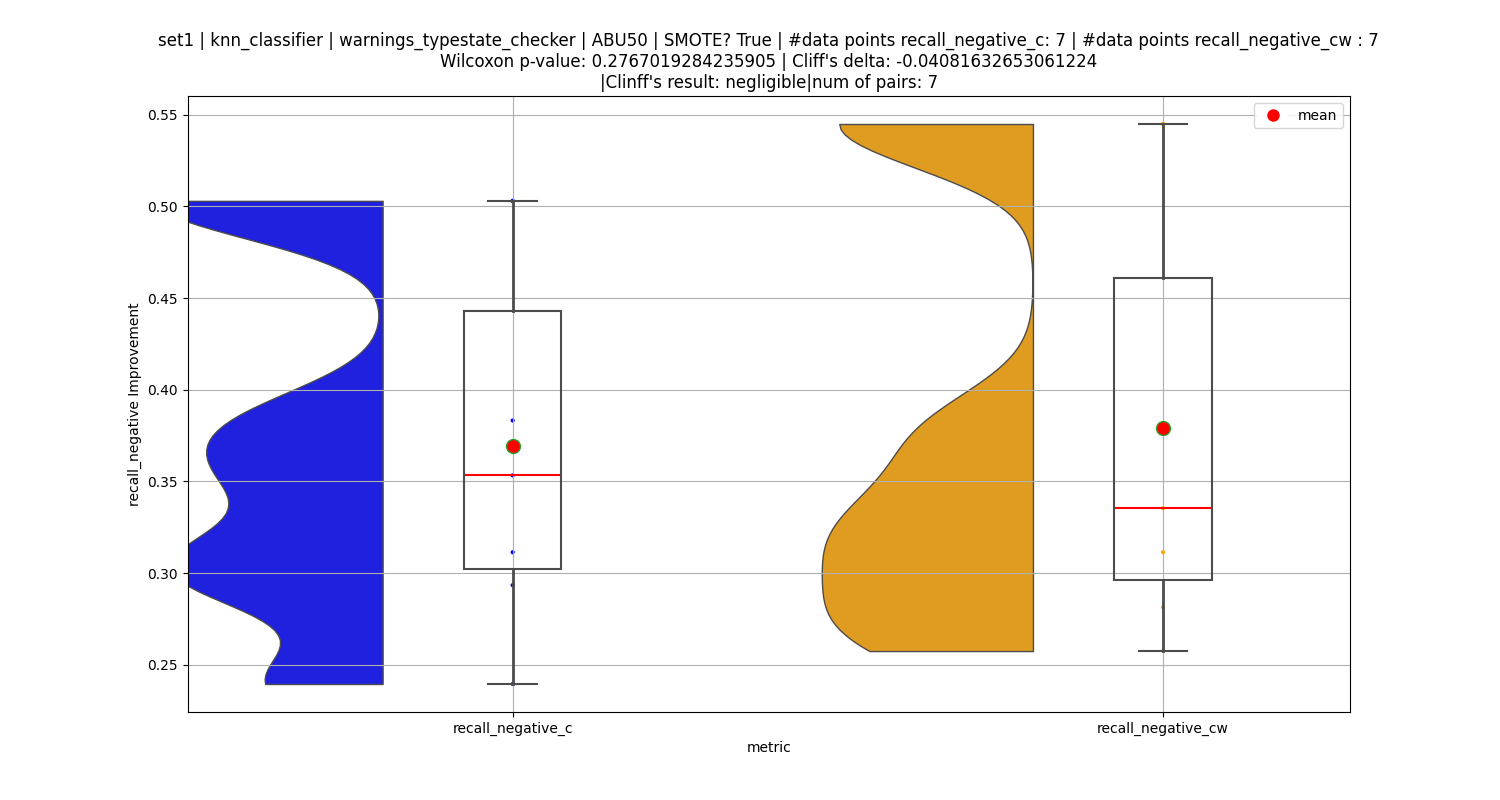 set1 | knn_classifier | warnings_typestate_checker | ABU50 | SMOTE? True | #data points recall_negative_c: 7 | #data points recall_negative_cw : 7
Wilcoxon p-value: 0.2767019284235905 | Cliff's delta: -0.04081632653061224
|Clinff's result: negligible|num of pairs: 7
mean
0.55
0.50
0.45
0.40
0.35
0.30
0.25
recall_negative Improvement
recall_negative_c
recall_negative_cw
metric